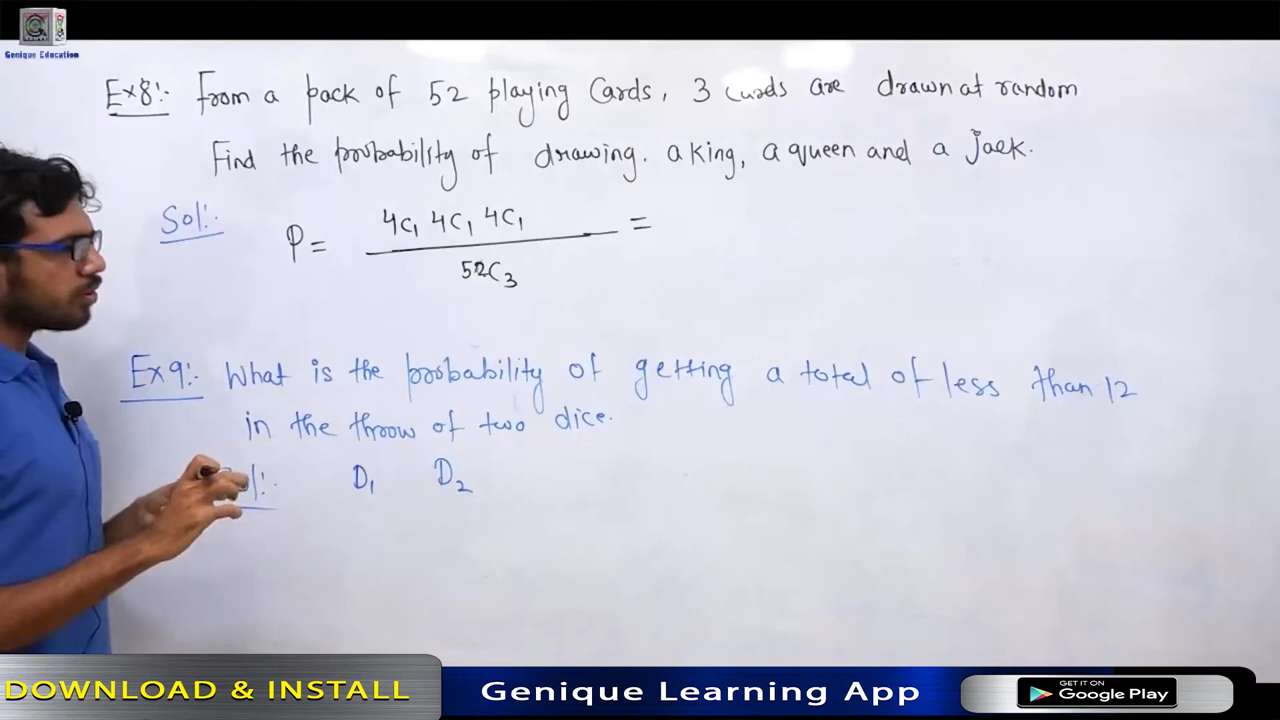 Genique Education
Ex8:- From a pack of 52 playing Cards, 3 Cards are drawn at random
Find the probability of drawing. a king, a queen and a jack.
Sol:-
P = 4C1 4C1 4C1 / 52C3 =
Ex9:- What is the probability of getting a total of less than 12
in the throw of two dice.
D1 D2
DOWNLOAD & INSTALL
Genique Learning App
GET IT ON
Google Play